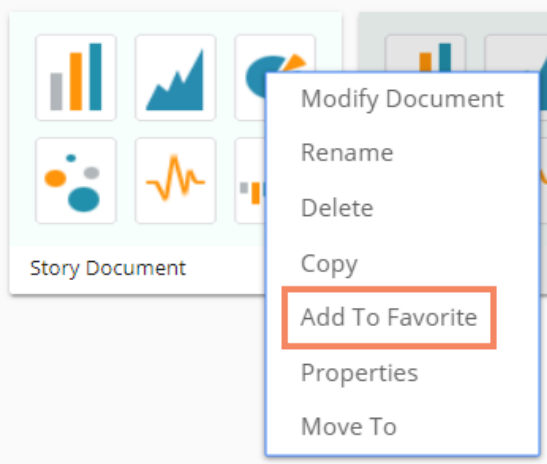 Modify Document
Rename
Delete
Story Document
Copy
Add To Favorite
Properties
Move To